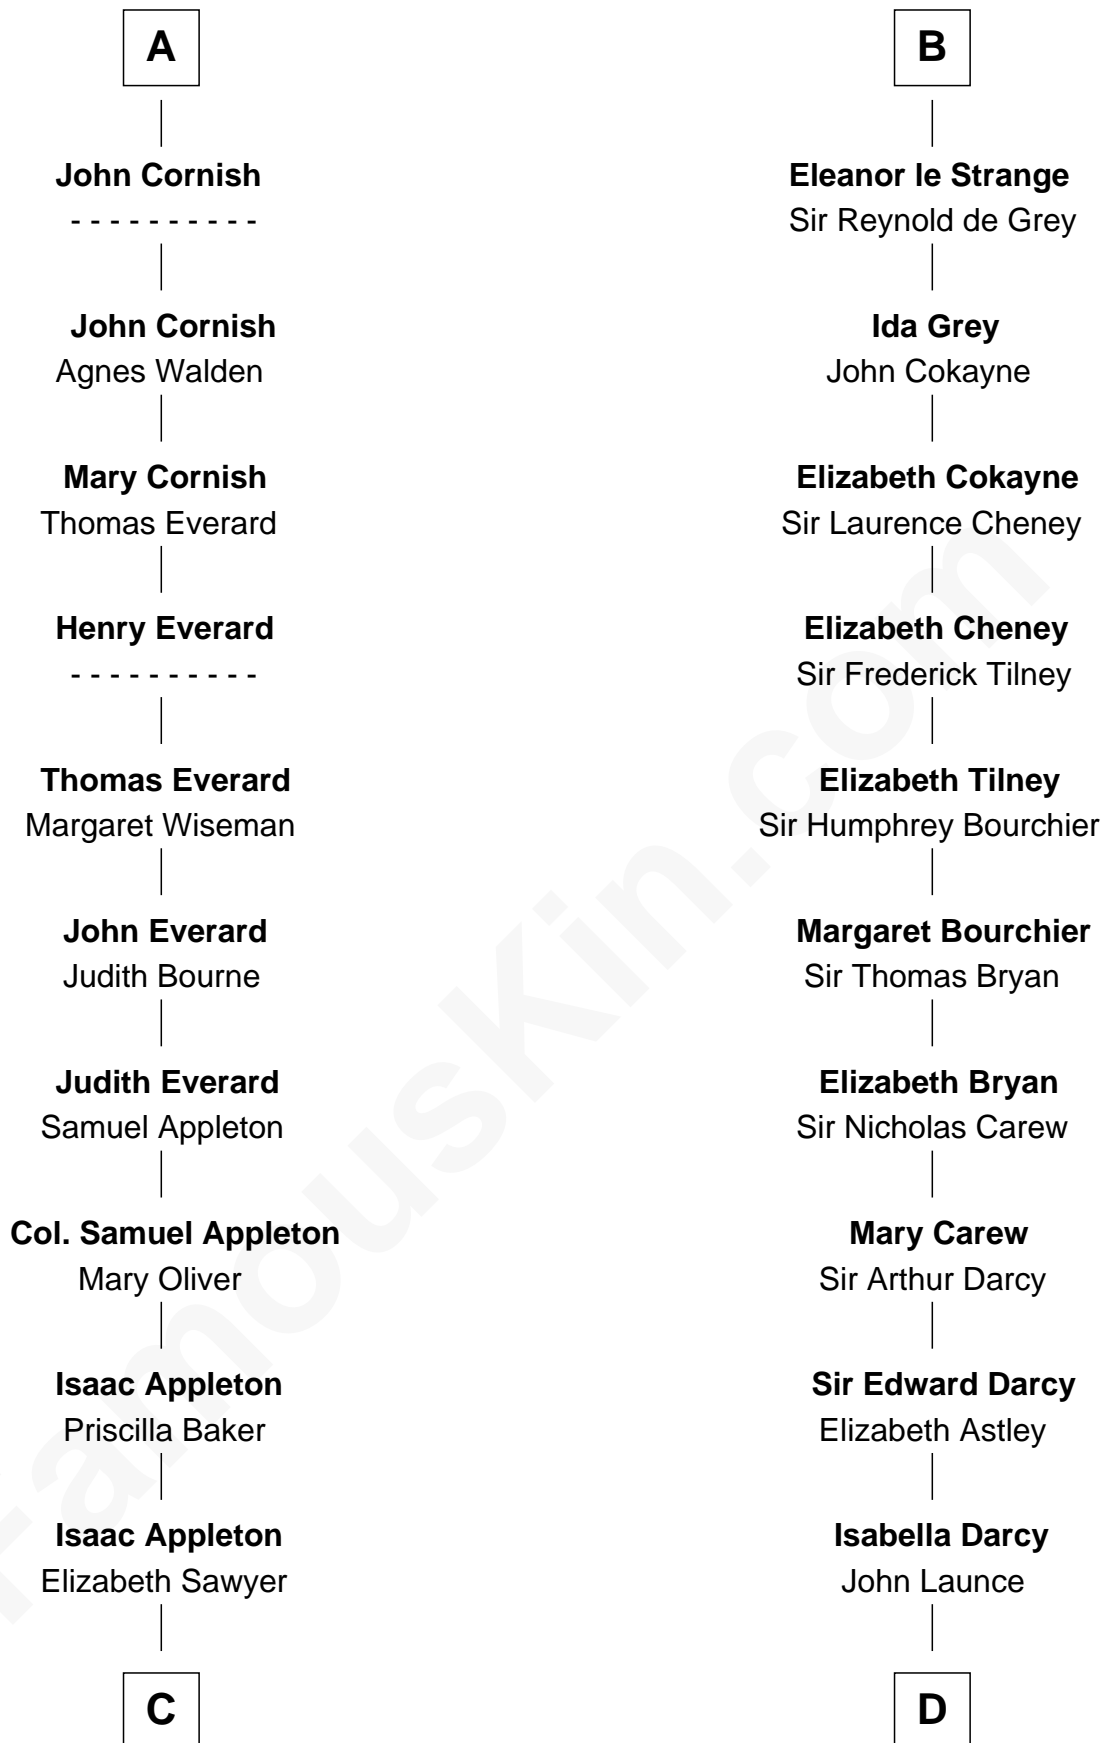 A
John Cornish
- - - - - - - - - -
John Cornish
Agnes Walden
Mary Cornish
Thomas Everard
Henry Everard
- - - - - - - - - -
Thomas Everard
Margaret Wiseman
John Everard
Judith Bourne
Judith Everard
Samuel Appleton
Col. Samuel Appleton
Mary Oliver
Isaac Appleton
Priscilla Baker
Isaac Appleton
Elizabeth Sawyer
C
B
Eleanor le Strange
Sir Reynold de Grey
Ida Grey
John Cokayne
Elizabeth Cokayne
Sir Laurence Cheney
Elizabeth Cheney
Sir Frederick Tilney
Elizabeth Tilney
Sir Humphrey Bourchier
Margaret Bourchier
Sir Thomas Bryan
Elizabeth Bryan
Sir Nicholas Carew
Mary Carew
Sir Arthur Darcy
Sir Edward Darcy
Elizabeth Astley
Isabella Darcy
John Launce
D
FamousKin.com